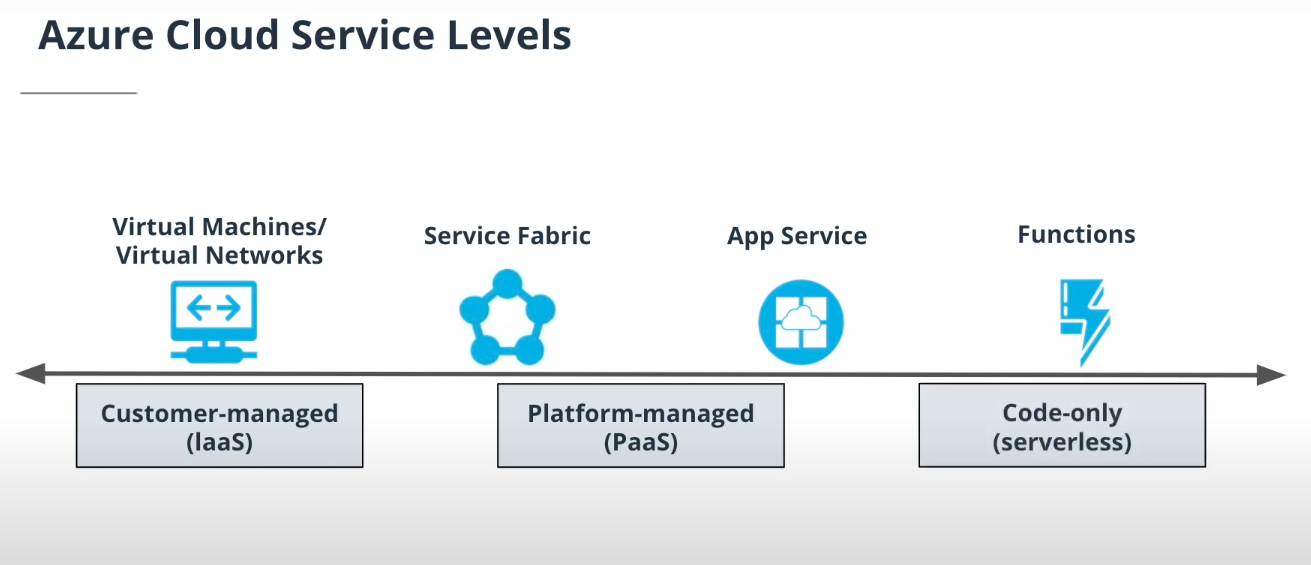 Azure Cloud Service Levels
Virtual Machines/
Virtual Networks
Service Fabric
App Service
Functions
Customer-managed
(IaaS)
Platform-managed
(PaaS)
Code-only
(serverless)